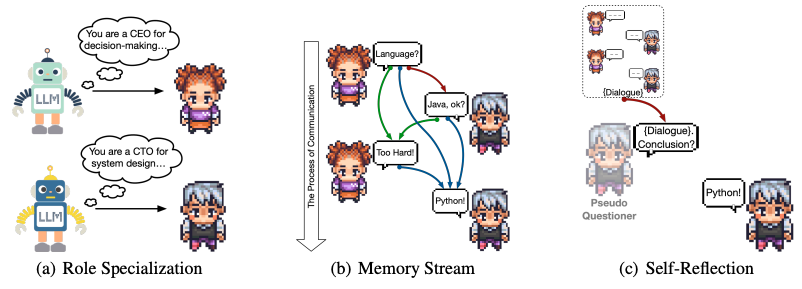 You are a CEO for
decision-making…
LLM
You are a CTO for
system design…
LLM
(a) Role Specialization
The Process of Communication
Language?
Java, ok?
Too Hard!
Python!
(b) Memory Stream
{Dialogue}
{Dialogue}.
Conclusion?
Pseudo
Questioner
Python!
(c) Self-Reflection